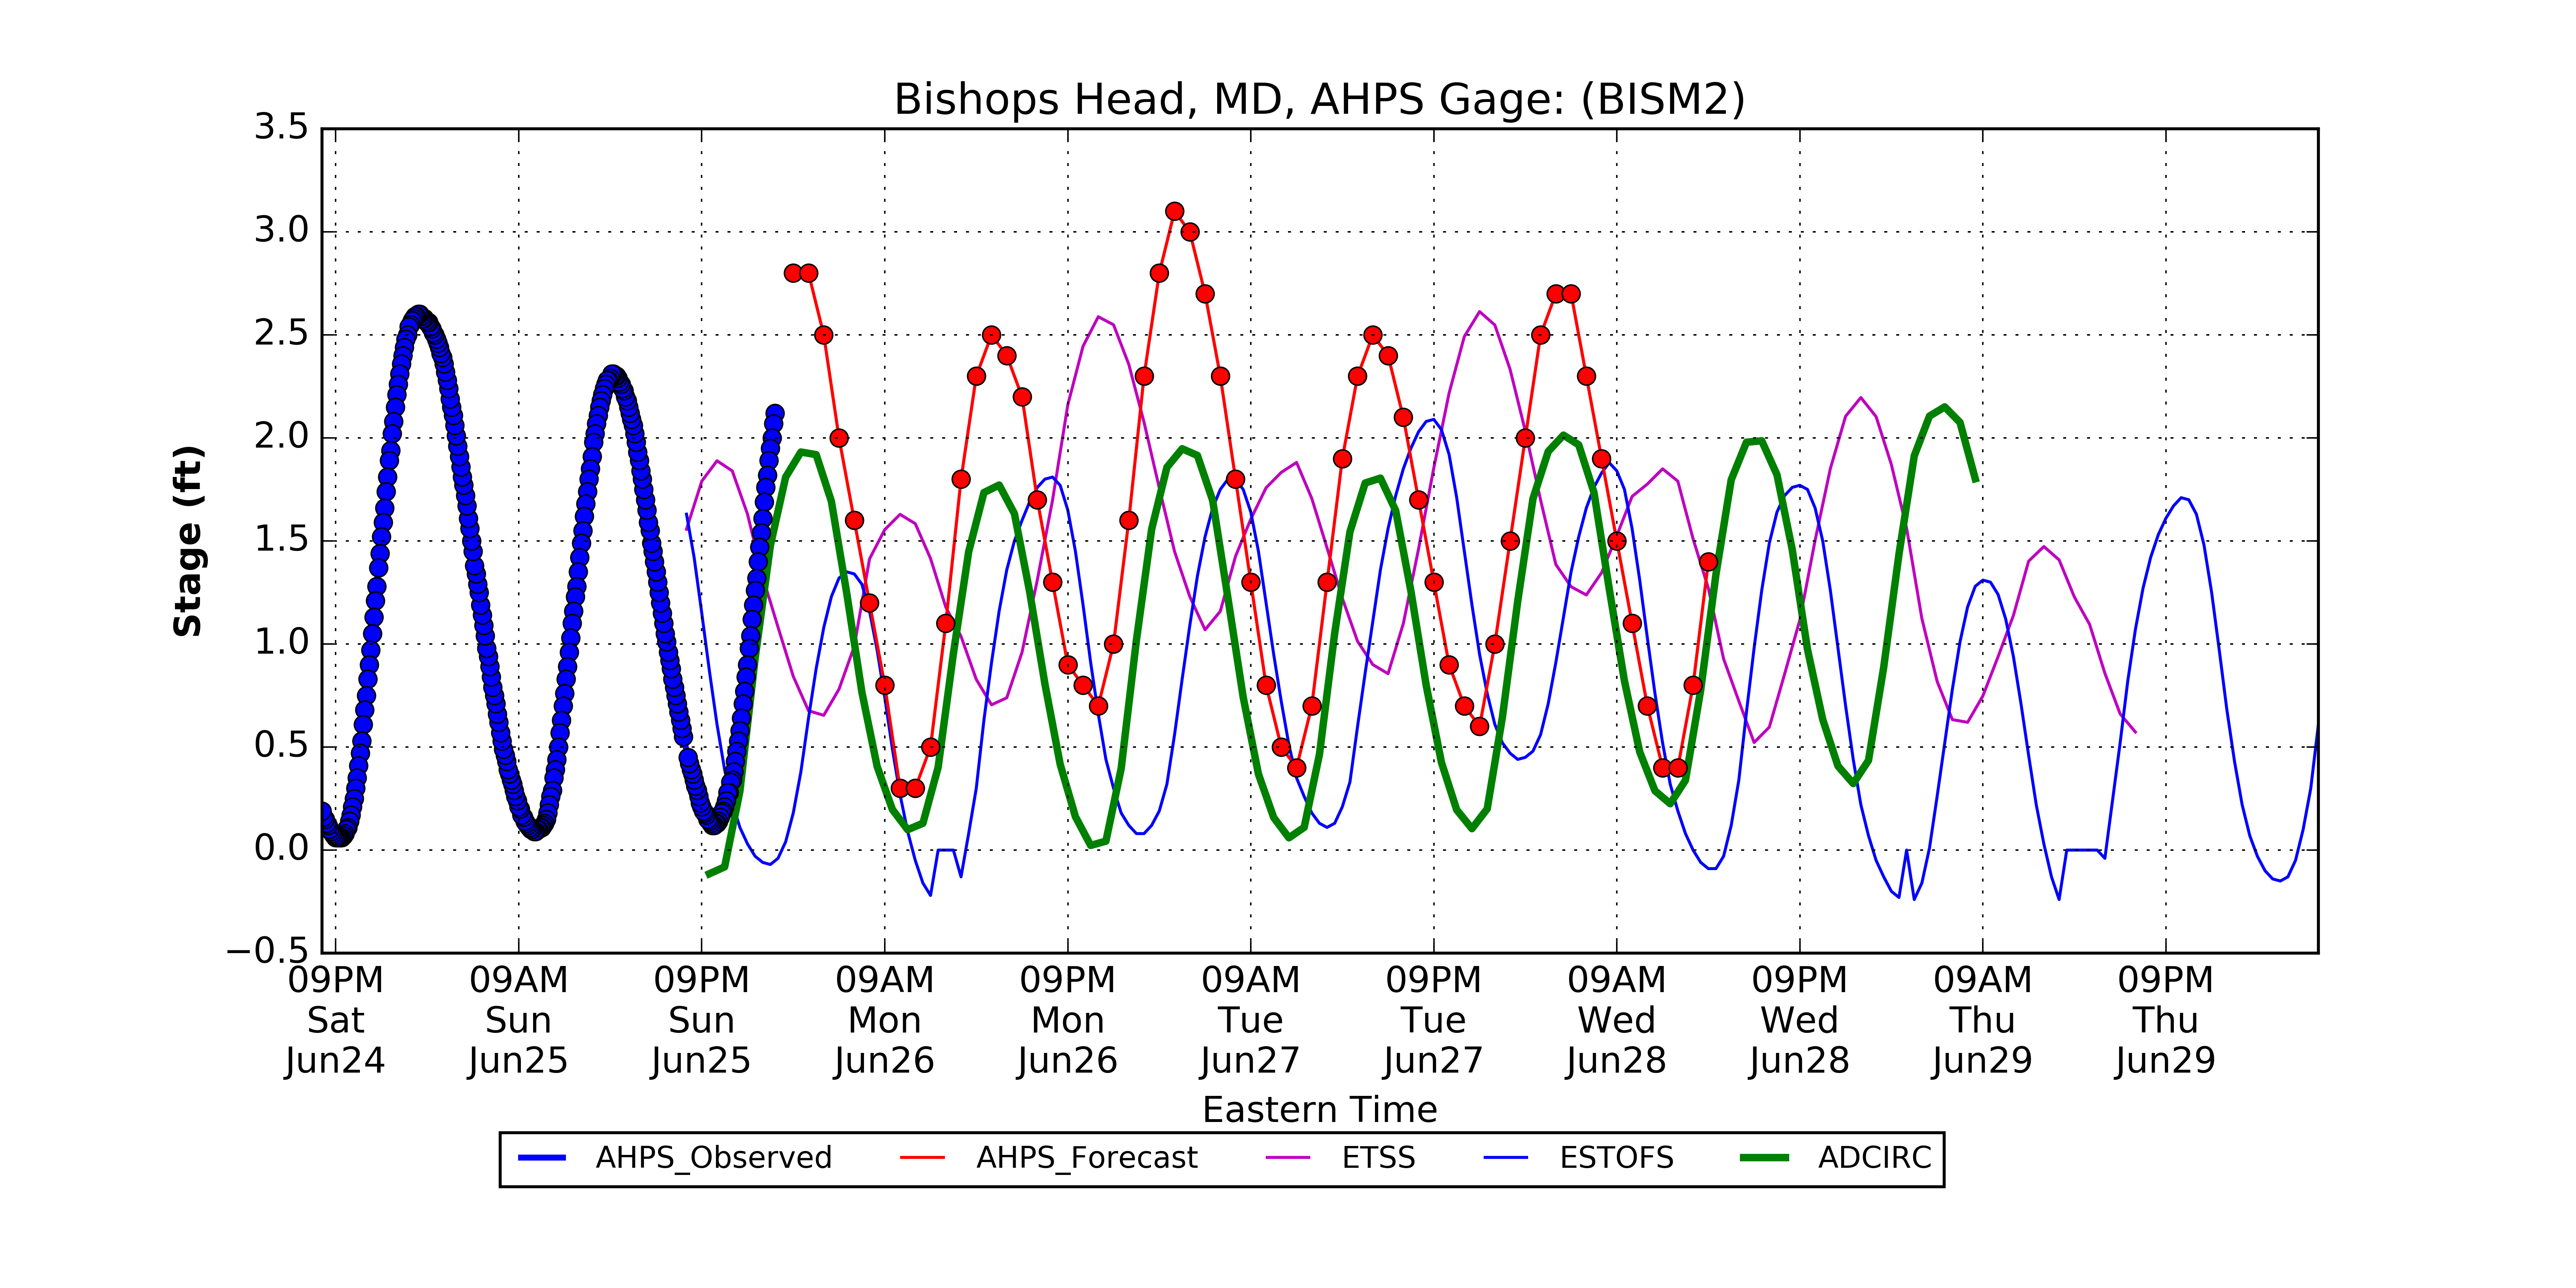 Bishops Head, MD, AHPS Gage: (BISM2)
3.5
3.0
2.5
2.0
1.5
1.0
0.5
0.0
−0.5
Stage (ft)
09PM 09AM 09PM 09AM 09PM 09AM 09PM 09AM 09PM 09AM 09PM
Sat Sun Sun Mon Mon Tue Tue Wed Wed Thu Thu
Jun24 Jun25 Jun25 Jun26 Jun26 Jun27 Jun27 Jun28 Jun28 Jun29 Jun29
Eastern Time
AHPS_Observed AHPS_Forecast ETSS ESTOFS ADCIRC